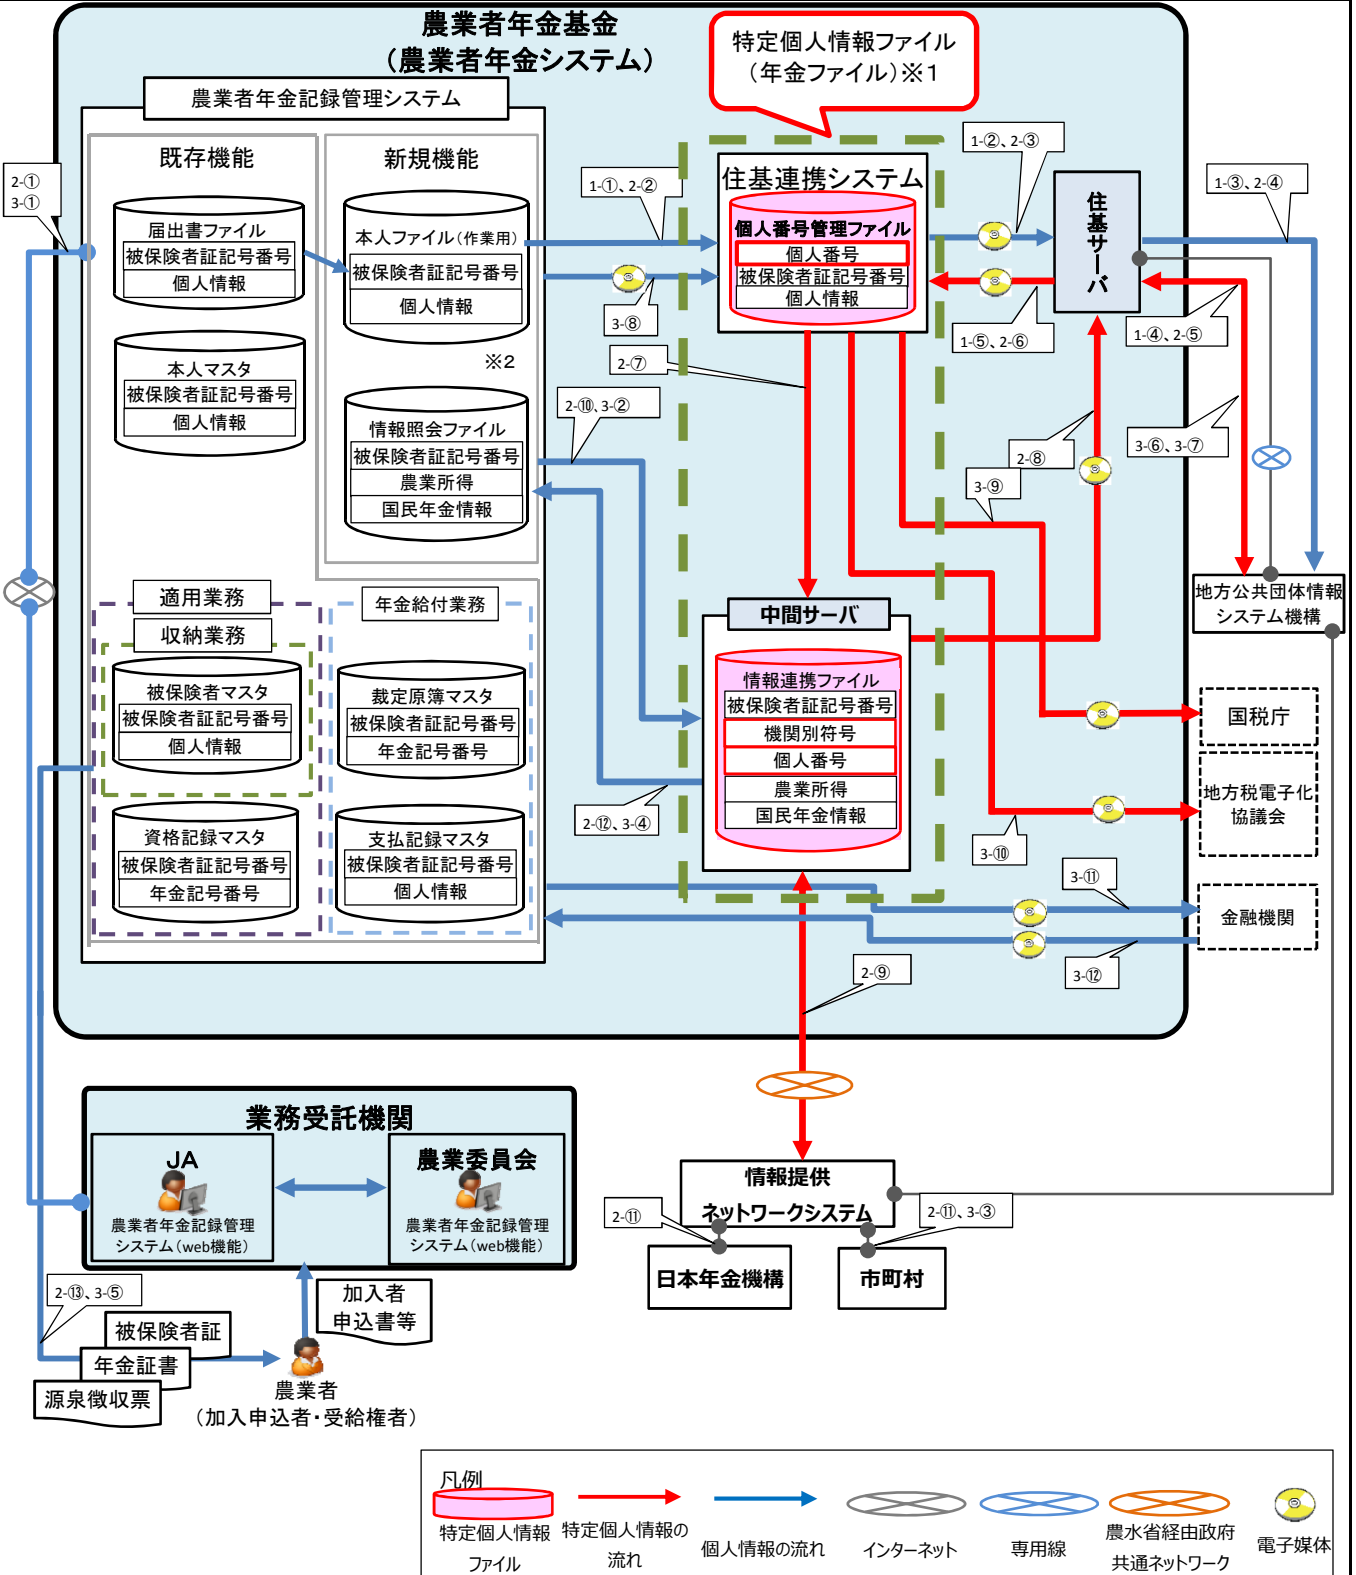 農業者年金基金
（農業者年金システム）
特定個人情報ファイル
（年金ファイル）※1
農業者年金記録管理システム
既存機能
新規機能
2-①
3-①
届出書ファイル
被保険者証記号番号
個人情報
本人ファイル（作業用）
被保険者証記号番号
個人情報
※2
本人マスタ
被保険者証記号番号
個人情報
情報照会ファイル
被保険者証記号番号
農業所得
国民年金情報
1-①、2-②
3-⑧
住基連携システム
個人番号管理ファイル
個人番号
被保険者証記号番号
個人情報
1-②、2-③
1-⑤、2-⑥
住基サーバ
1-③、2-④
1-④、2-⑤
3-⑥、3-⑦
2-⑦
2-⑩、3-②
2-⑧
3-⑨
地方公共団体情報
システム機構
適用業務
収納業務
被保険者マスタ
被保険者証記号番号
個人情報
資格記録マスタ
被保険者証記号番号
年金記号番号
年金給付業務
裁定原簿マスタ
被保険者証記号番号
年金記号番号
支払記録マスタ
被保険者証記号番号
個人情報
中間サーバ
情報連携ファイル
被保険者証記号番号
機関別符号
個人番号
農業所得
国民年金情報
2-⑫、3-④
国税庁
地方税電子化
協議会
3-⑩
3-⑪
金融機関
3-⑫
2-⑨
業務受託機関
JA
農業者年金記録管理
システム（web機能）
農業委員会
農業者年金記録管理
システム（web機能）
情報提供
ネットワークシステム
2-⑪
2-⑪、3-③
日本年金機構
市町村
2-⑬、3-⑤
加入者
申込書等
被保険者証
年金証書
源泉徴収票
農業者
（加入申込者・受給権者）
凡例
特定個人情報
ファイル
特定個人情報の
流れ
個人情報の流れ
インターネット
専用線
農水省経由政府
共通ネットワーク
電子媒体